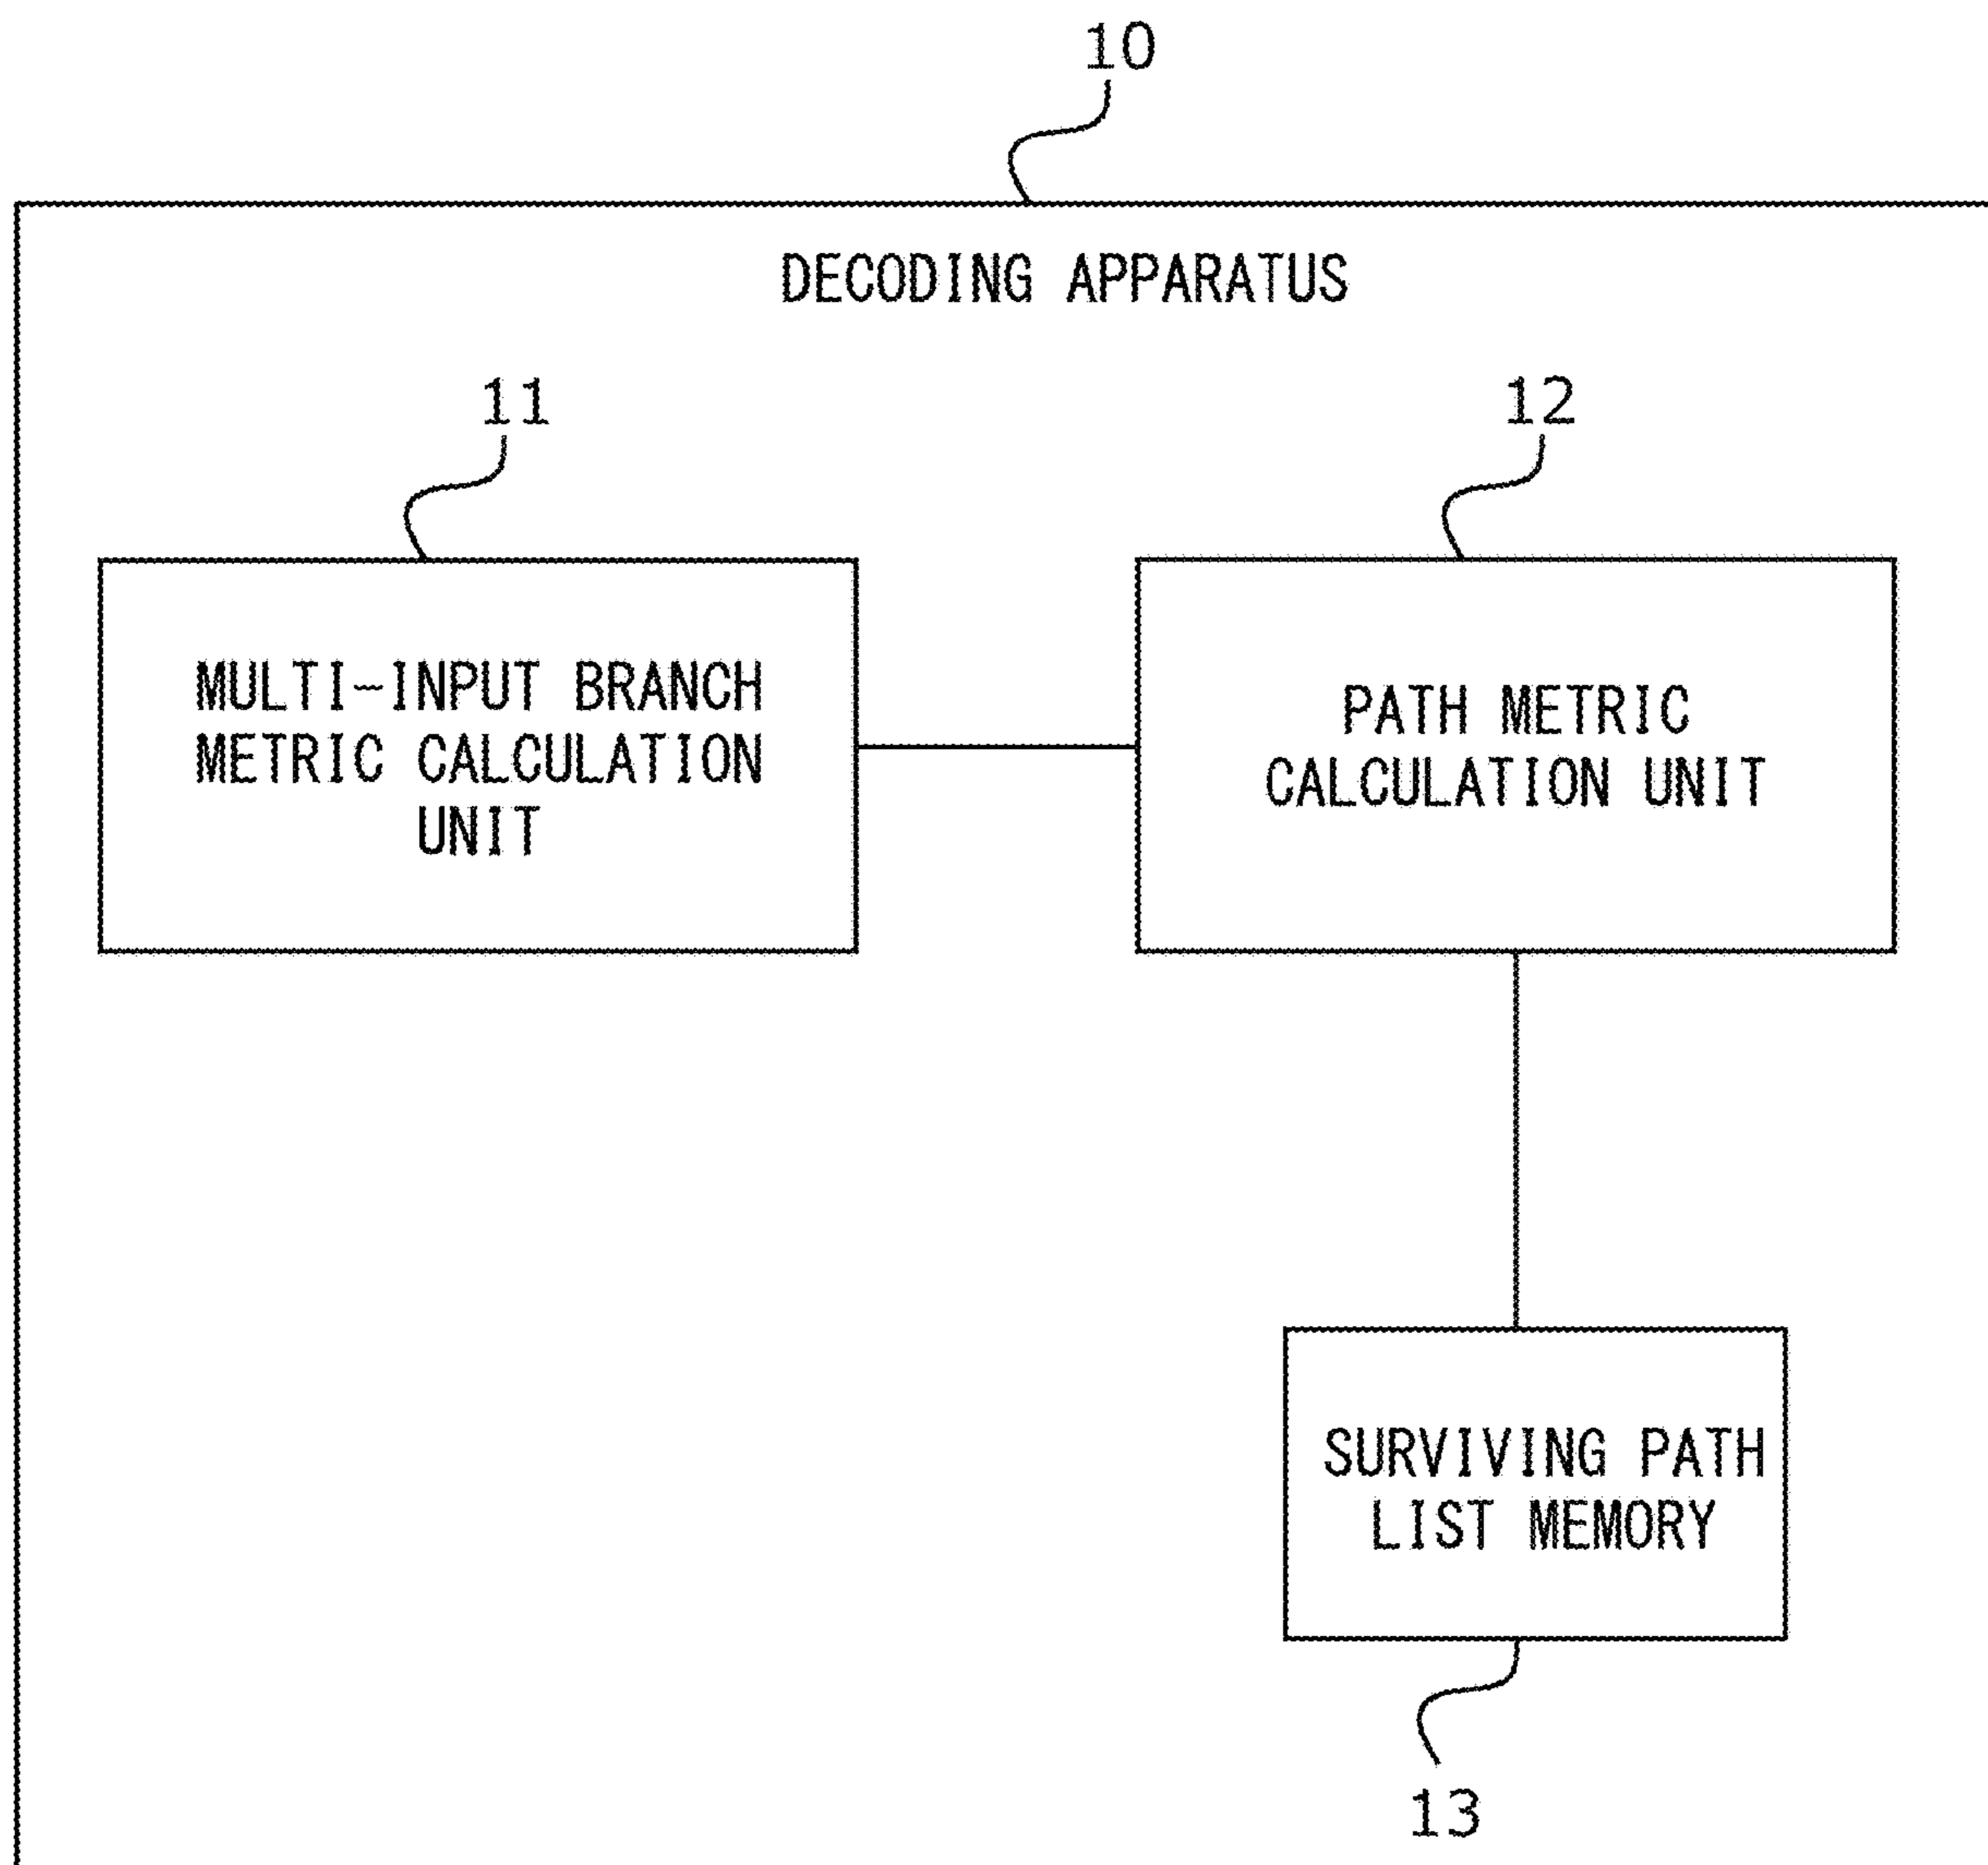 10
DECODING APPARATUS
11
12
MULTI-INPUT BRANCH
METRIC CALCULATION
UNIT
PATH METRIC
CALCULATION UNIT
SURVIVING PATH
LIST MEMORY
13